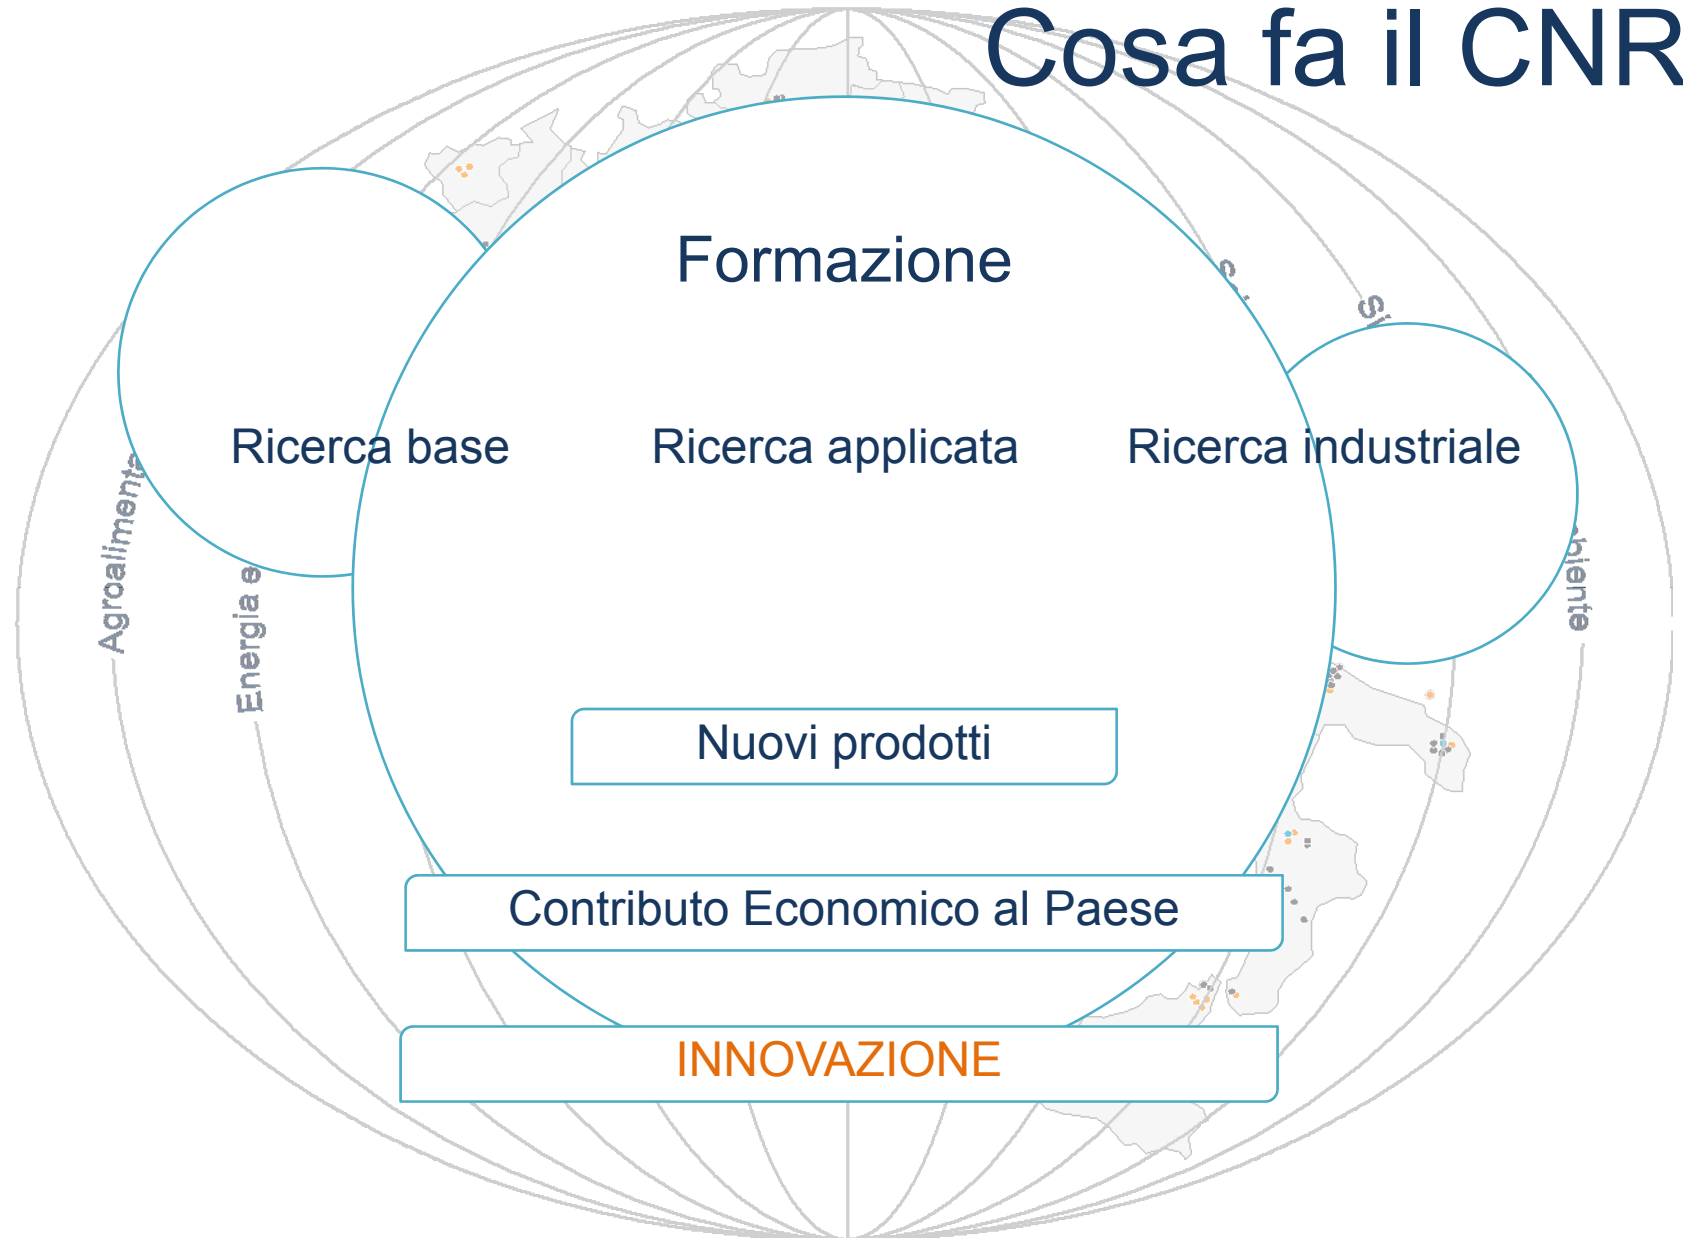 Cosa fa il CNR
Formazione
Ricerca base
Ricerca applicata
Ricerca industriale
Energia e
Nuovi prodotti
Contributo Economico al Paese
INNOVAZIONE